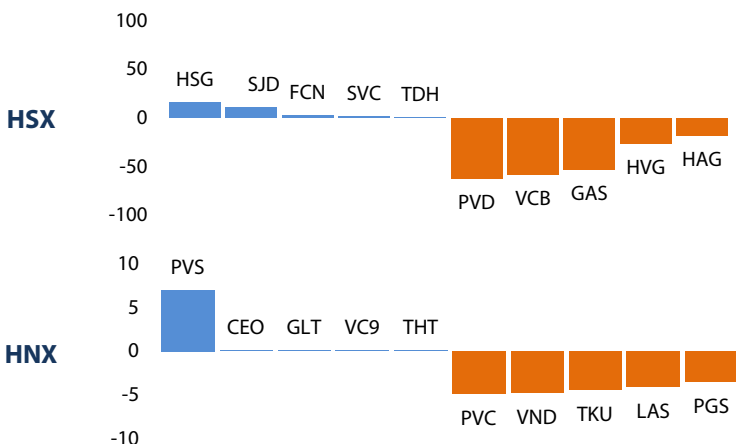 100
50
0
-50
-100
HSX
HSG SJD FCN SVC TDH
PVD VCB GAS HVG HAG
10
5
0
-5
-10
HNX
PVS CEO GLT VC9 THT
PVC VND TKU LAS PGS